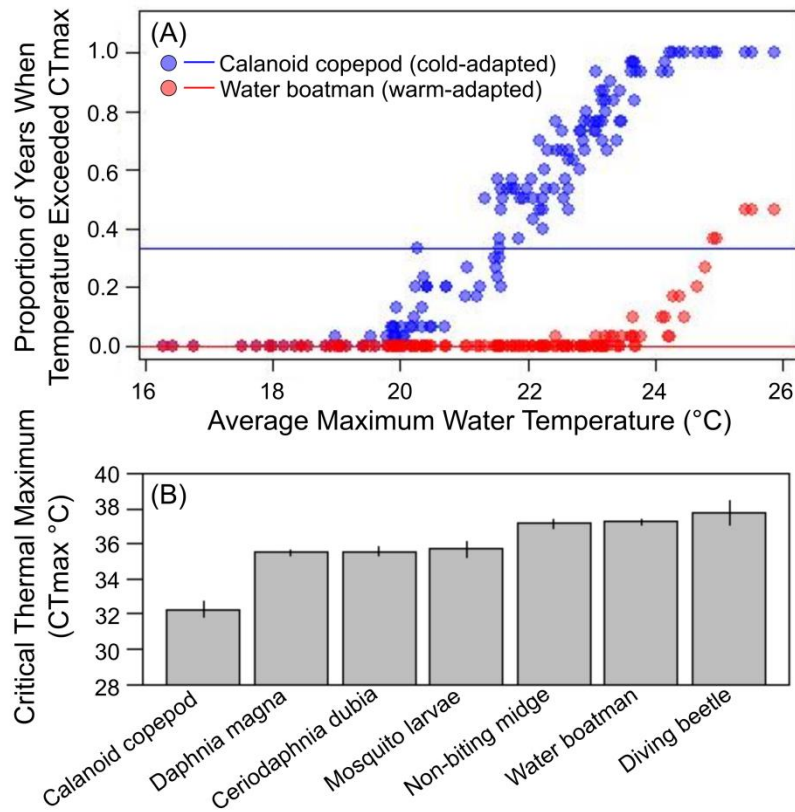 Proportion of Years When
Temperature Exceeded CTmax
(A)
Calanoid copepod (cold-adapted)
Water boatman (warm-adapted)
1.0
0.8
0.6
0.4
0.2
0.0
16 18 20 22 24 26
Average Maximum Water Temperature (°C)
Critical Thermal Maximum
(CTmax °C)
(B)
40
38
36
34
32
30
28
Calanoid copepod
Daphnia magna
Ceriodaphnia dubia
Mosquito larvae
Non-biting midge
Water boatman
Diving beetle